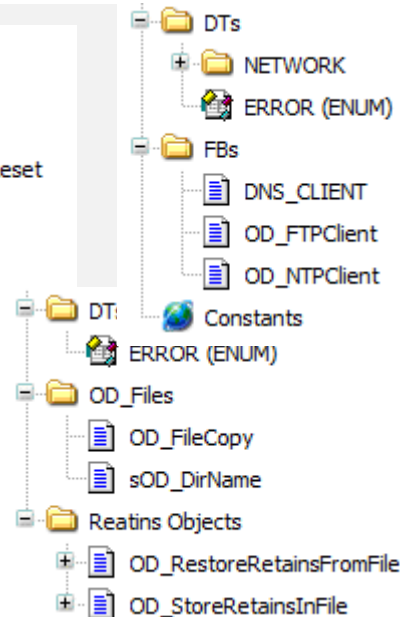 DTs
NETWORK
ERROR (ENUM)
FBs
eset
DNS_CLIENT
OD_FTPClient
OD_NTPClient
Constants
DT
ERROR (ENUM)
OD_Files
OD_FileCopy
sOD_DirName
Reatins Objects
OD_RestoreRetainsFromFile
OD_StoreRetainsInFile